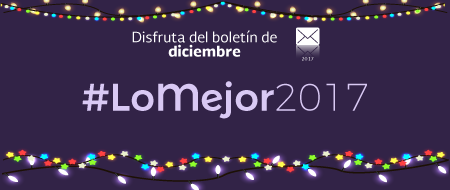 Disfruta del boletín de
diciembre
2017
#LoMejor2017